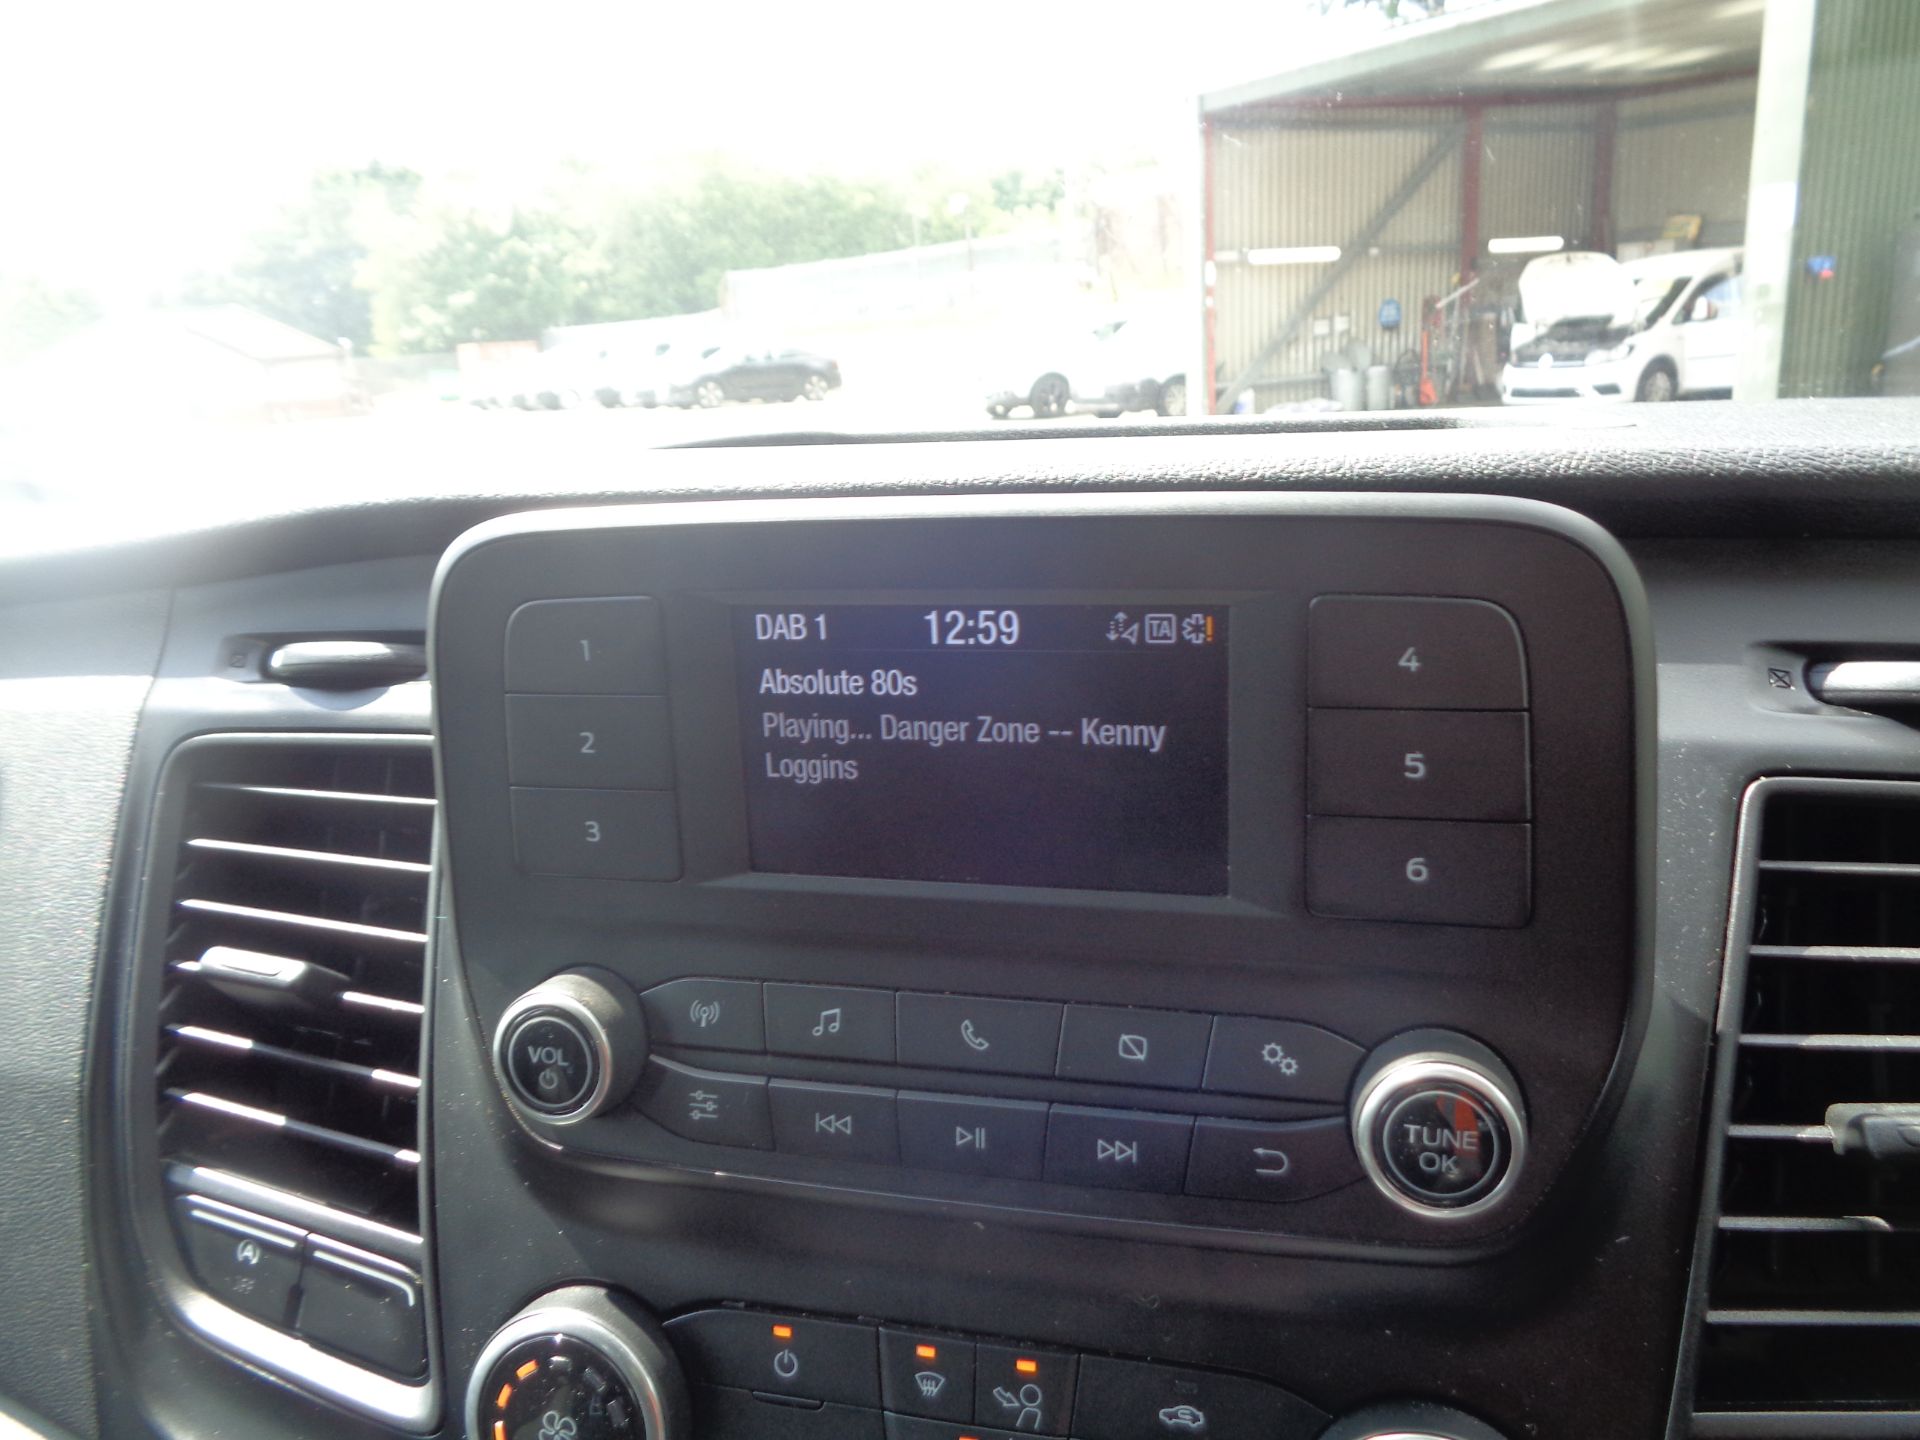 DAB 1 12:59 TA
Absolute 80s
Playing... Danger Zone -- Kenny
Loggins
1
2
3
4
5
6
VOL
TUNE
OK
A
OFF